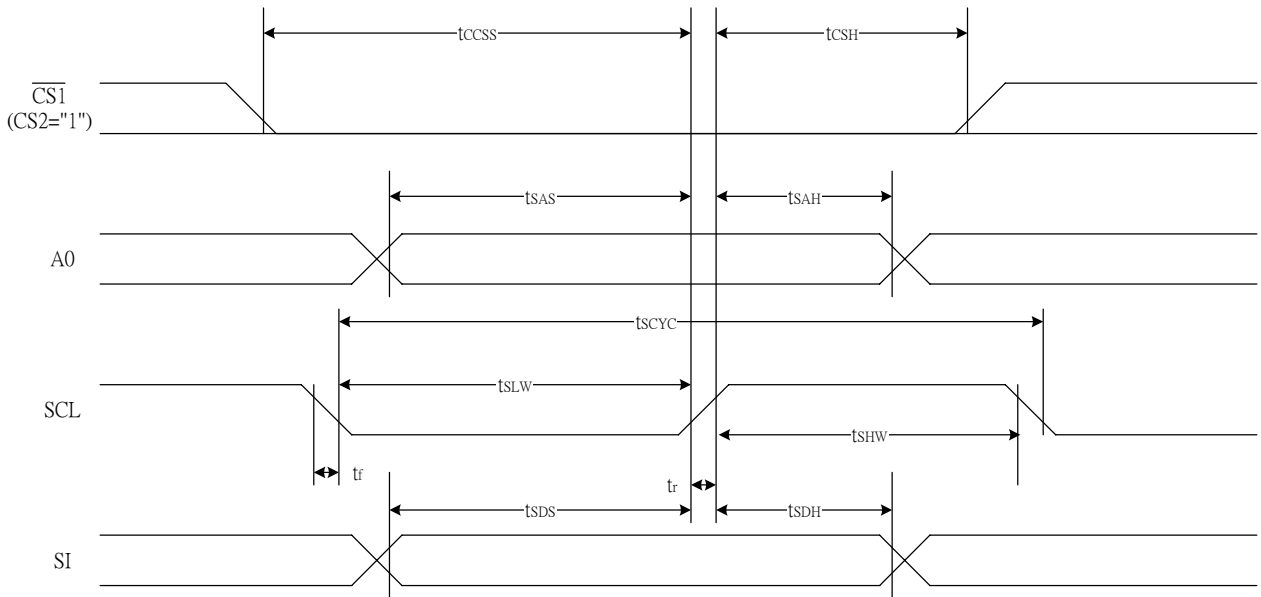 tCCSS
tCSH
CS1
(CS2="1")
tSAS
tSAH
A0
tSCYC
tSLW
SCL
tSHW
tf
tr
tSDS
tSDH
SI